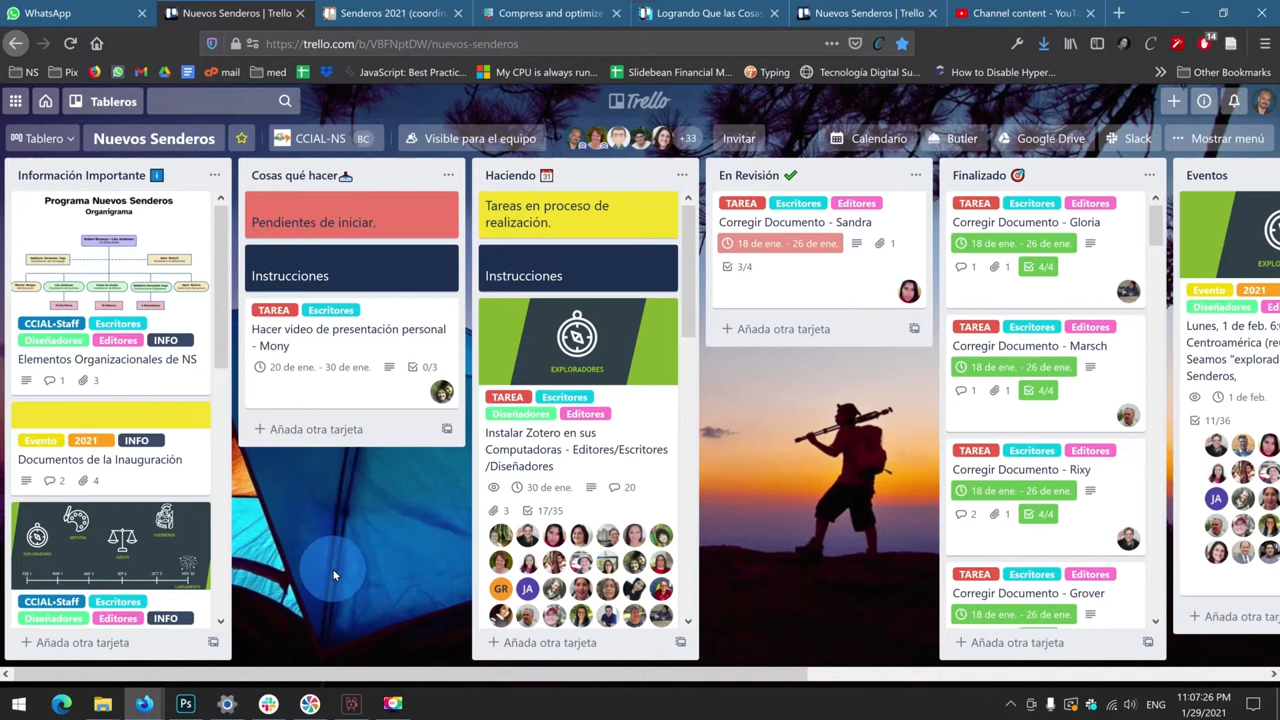 WhatsApp
Nuevos Senderos | Trello
Senderos 2021 (coordin
Compress and optimize
Logrando Que las Cosas
Nuevos Senderos | Trello
Channel content - YouTu
https://trello.com/b/VBFNptDW/nuevos-senderos
14
NS
Pix
mail
med
JavaScript: Best Practic...
My CPU is always run...
Slidebean Financial M...
Typing
Tecnología Digital Su...
How to Disable Hyper...
Other Bookmarks
Tableros
Trello
Tablero
Nuevos Senderos
CCIAL-NS
BC
Visible para el equipo
+33
Invitar
Calendario
Butler
Google Drive
Slack
Mostrar menú
Información Importante
Programa Nuevos Senderos
Organigrama
CCIAL+Staff
Escritores
Diseñadores
Editores
INFO
Elementos Organizacionales de NS
1
3
Evento
2021
INFO
Documentos de la Inauguración
2
4
EXPLORADORES
ARTISTAS
JUECES
GUERREROS
CCIAL+Staff
Escritores
Diseñadores
Editores
INFO
Añada otra tarjeta
Cosas qué hacer
Pendientes de iniciar.
Instrucciones
TAREA
Escritores
Hacer video de presentación personal
- Mony
20 de ene. - 30 de ene.
0/3
Añada otra tarjeta
Haciendo
Tareas en proceso de
realización.
Instrucciones
EXPLORADORES
TAREA
Escritores
Diseñadores
Editores
Instalar Zotero en sus
Computadoras - Editores/Escritores
/Diseñadores
30 de ene.
20
3
17/35
GR
JA
Añada otra tarjeta
En Revisión
TAREA
Escritores
Editores
Corregir Documento - Sandra
18 de ene. - 26 de ene.
1
3/4
Añada otra tarjeta
Finalizado
TAREA
Escritores
Editores
Corregir Documento - Gloria
18 de ene. - 26 de ene.
1
1
4/4
TAREA
Escritores
Editores
Corregir Documento - Marsch
18 de ene. - 26 de ene.
1
1
4/4
TAREA
Escritores
Editores
Corregir Documento - Rixy
18 de ene. - 26 de ene.
2
1
4/4
TAREA
Escritores
Editores
Corregir Documento - Grover
18 de ene. - 26 de ene.
Añada otra tarjeta
Eventos
EXPLO
Evento
2021
Diseñadores
Edi
Lunes, 1 de feb. 6:
Centroamérica (reu
Seamos "explorad
Senderos,
1 de feb.
11/36
JA
Añada otra tar
ENG
11:07:26 PM
1/29/2021